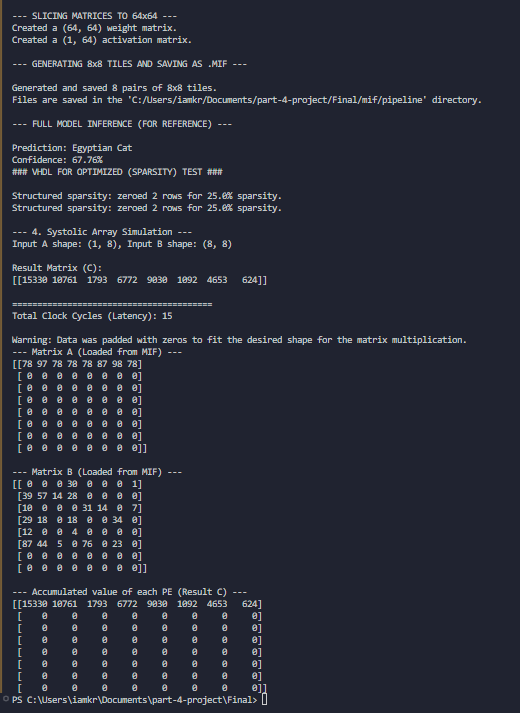 --- SLICING MATRICES TO 64x64 ---
Created a (64, 64) weight matrix.
Created a (1, 64) activation matrix.
--- GENERATING 8x8 TILES AND SAVING AS .MIF ---
Generated and saved 8 pairs of 8x8 tiles.
Files are saved in the 'C:/Users/iamkr/Documents/part-4-project/Final/mif/pipeline' directory.
--- FULL MODEL INFERENCE (FOR REFERENCE) ---
Prediction: Egyptian Cat
Confidence: 67.76%
### VHDL FOR OPTIMIZED (SPARSITY) TEST ###
Structured sparsity: zeroed 2 rows for 25.0% sparsity.
Structured sparsity: zeroed 2 rows for 25.0% sparsity.
--- 4. Systolic Array Simulation ---
Input A shape: (1, 8), Input B shape: (8, 8)
Result Matrix (C):
[[15330 10761  1793  6772  9030  1092  4653   624]]
========================================
Total Clock Cycles (Latency): 15
Warning: Data was padded with zeros to fit the desired shape for the matrix multiplication.
--- Matrix A (Loaded from MIF) ---
[[78 97 78 78 78 87 98 78]
 [ 0  0  0  0  0  0  0  0]
 [ 0  0  0  0  0  0  0  0]
 [ 0  0  0  0  0  0  0  0]
 [ 0  0  0  0  0  0  0  0]
 [ 0  0  0  0  0  0  0  0]
 [ 0  0  0  0  0  0  0  0]
 [ 0  0  0  0  0  0  0  0]]
--- Matrix B (Loaded from MIF) ---
[[ 0  0  0 30  0  0  0  1]
 [39 57 14 28  0  0  0  0]
 [10  0  0  0 31 14  0  7]
 [29 18  0 18  0  0 34  0]
 [12  0  0  4  0  0  0  0]
 [87 44  5  0 76  0 23  0]
 [ 0  0  0  0  0  0  0  0]
 [ 0  0  0  0  0  0  0  0]]
--- Accumulated value of each PE (Result C) ---
[[15330 10761  1793  6772  9030  1092  4653   624]
 [    0     0     0     0     0     0     0     0]
 [    0     0     0     0     0     0     0     0]
 [    0     0     0     0     0     0     0     0]
 [    0     0     0     0     0     0     0     0]
 [    0     0     0     0     0     0     0     0]
 [    0     0     0     0     0     0     0     0]
 [    0     0     0     0     0     0     0     0]]
PS C:\Users\iamkr\Documents\part-4-project\Final>